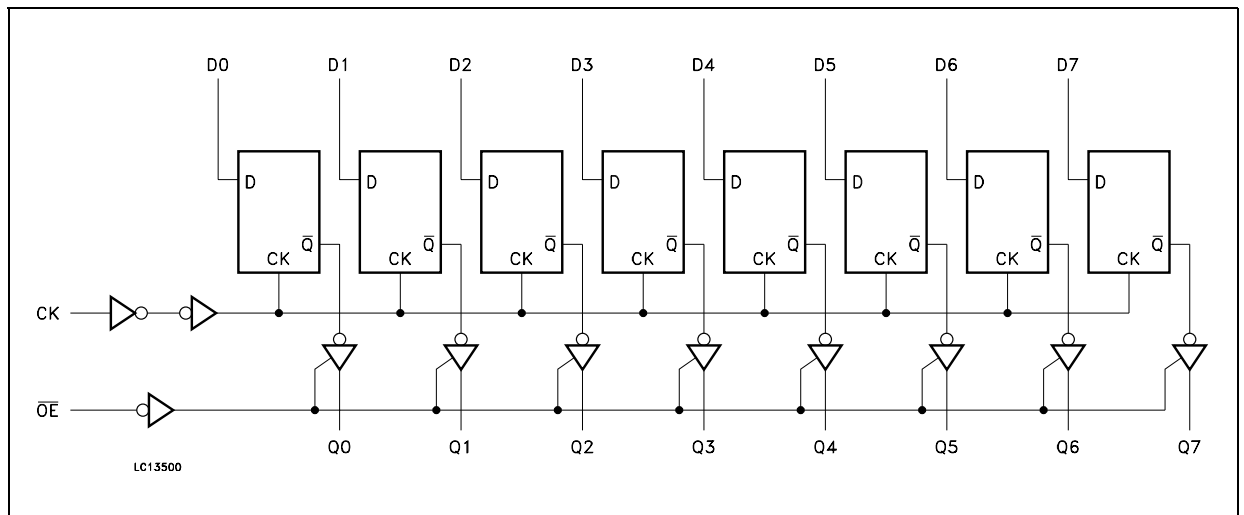 D0 D1 D2 D3 D4 D5 D6 D7
D D D D D D D D
Q̅ Q̅ Q̅ Q̅ Q̅ Q̅ Q̅ Q̅
CK CK CK CK CK CK CK CK
CK
O̅E̅
Q0 Q1 Q2 Q3 Q4 Q5 Q6 Q7
LC13500